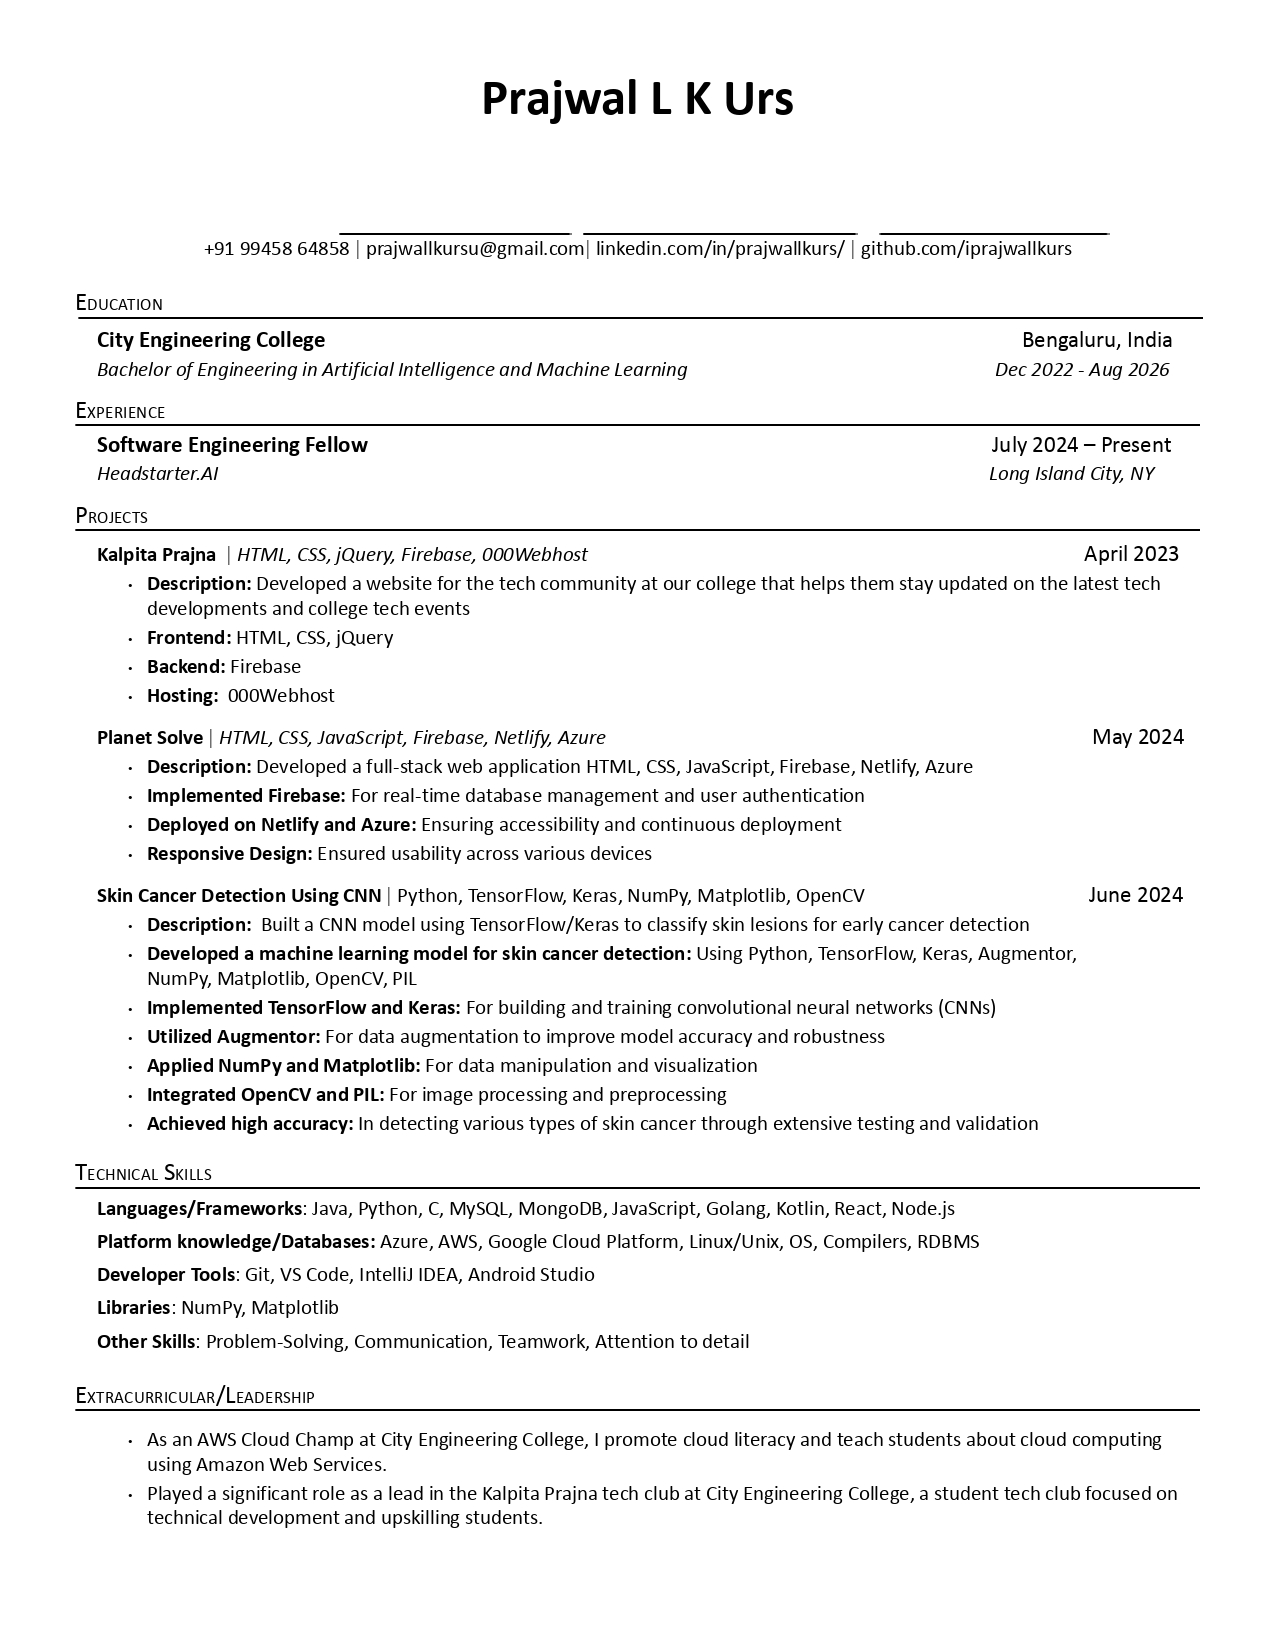 Prajwal L K Urs
+91 99458 64858 | prajwallkursu@gmail.com| linkedin.com/in/prajwallkurs/ | github.com/iprajwallkurs
Education
City Engineering College Bengaluru, India
Bachelor of Engineering in Artificial Intelligence and Machine Learning Dec 2022 - Aug 2026
Experience
Software Engineering Fellow July 2024 – Present
Headstarter.AI Long Island City, NY
Projects
Kalpita Prajna | HTML, CSS, jQuery, Firebase, 000Webhost April 2023
• Description: Developed a website for the tech community at our college that helps them stay updated on the latest tech
developments and college tech events
• Frontend: HTML, CSS, jQuery
• Backend: Firebase
• Hosting: 000Webhost
Planet Solve | HTML, CSS, JavaScript, Firebase, Netlify, Azure May 2024
• Description: Developed a full-stack web application HTML, CSS, JavaScript, Firebase, Netlify, Azure
• Implemented Firebase: For real-time database management and user authentication
• Deployed on Netlify and Azure: Ensuring accessibility and continuous deployment
• Responsive Design: Ensured usability across various devices
Skin Cancer Detection Using CNN | Python, TensorFlow, Keras, NumPy, Matplotlib, OpenCV June 2024
• Description: Built a CNN model using TensorFlow/Keras to classify skin lesions for early cancer detection
• Developed a machine learning model for skin cancer detection: Using Python, TensorFlow, Keras, Augmentor,
NumPy, Matplotlib, OpenCV, PIL
• Implemented TensorFlow and Keras: For building and training convolutional neural networks (CNNs)
• Utilized Augmentor: For data augmentation to improve model accuracy and robustness
• Applied NumPy and Matplotlib: For data manipulation and visualization
• Integrated OpenCV and PIL: For image processing and preprocessing
• Achieved high accuracy: In detecting various types of skin cancer through extensive testing and validation
Technical Skills
Languages/Frameworks: Java, Python, C, MySQL, MongoDB, JavaScript, Golang, Kotlin, React, Node.js
Platform knowledge/Databases: Azure, AWS, Google Cloud Platform, Linux/Unix, OS, Compilers, RDBMS
Developer Tools: Git, VS Code, IntelliJ IDEA, Android Studio
Libraries: NumPy, Matplotlib
Other Skills: Problem-Solving, Communication, Teamwork, Attention to detail
Extracurricular/Leadership
• As an AWS Cloud Champ at City Engineering College, I promote cloud literacy and teach students about cloud computing
using Amazon Web Services.
• Played a significant role as a lead in the Kalpita Prajna tech club at City Engineering College, a student tech club focused on
technical development and upskilling students.